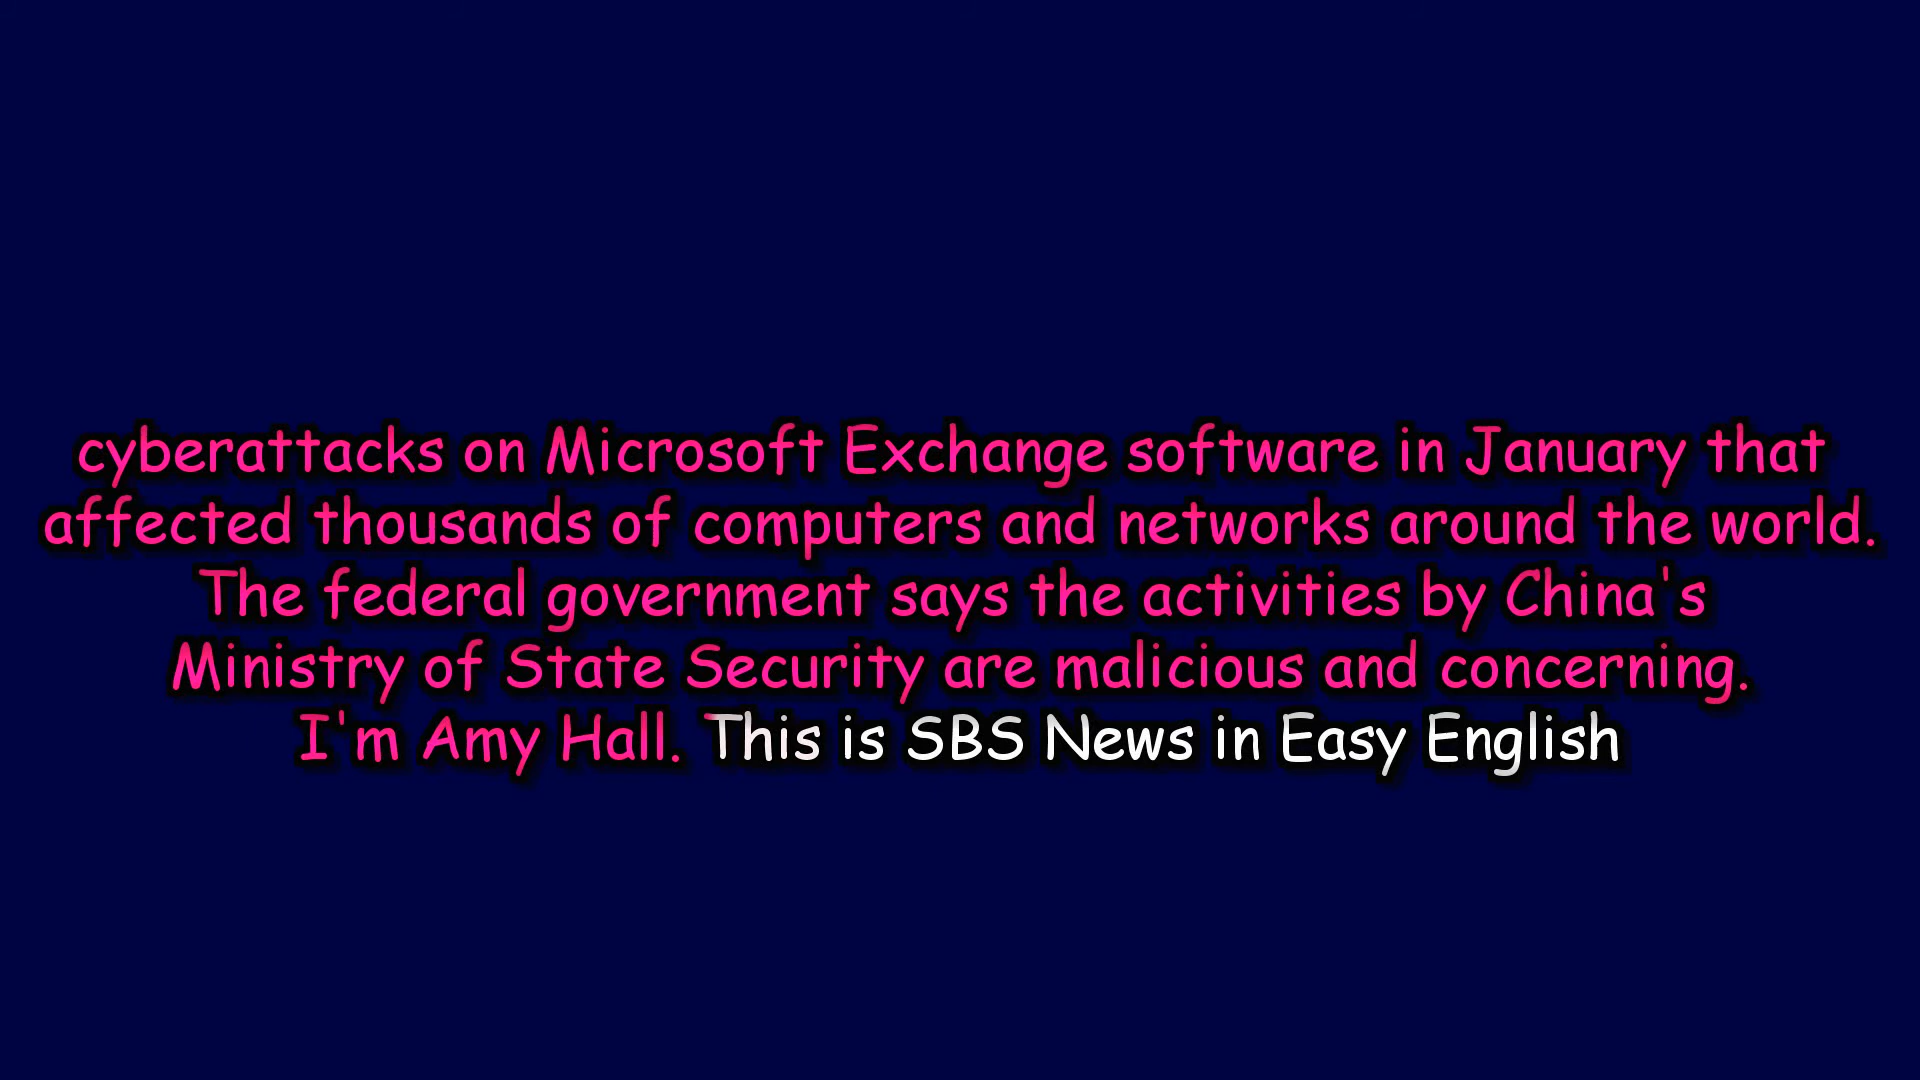 cyberattacks on Microsoft Exchange software in January that
affected thousands of computers and networks around the world.
The federal government says the activities by China's
Ministry of State Security are malicious and concerning.
I'm Amy Hall. This is SBS News in Easy English